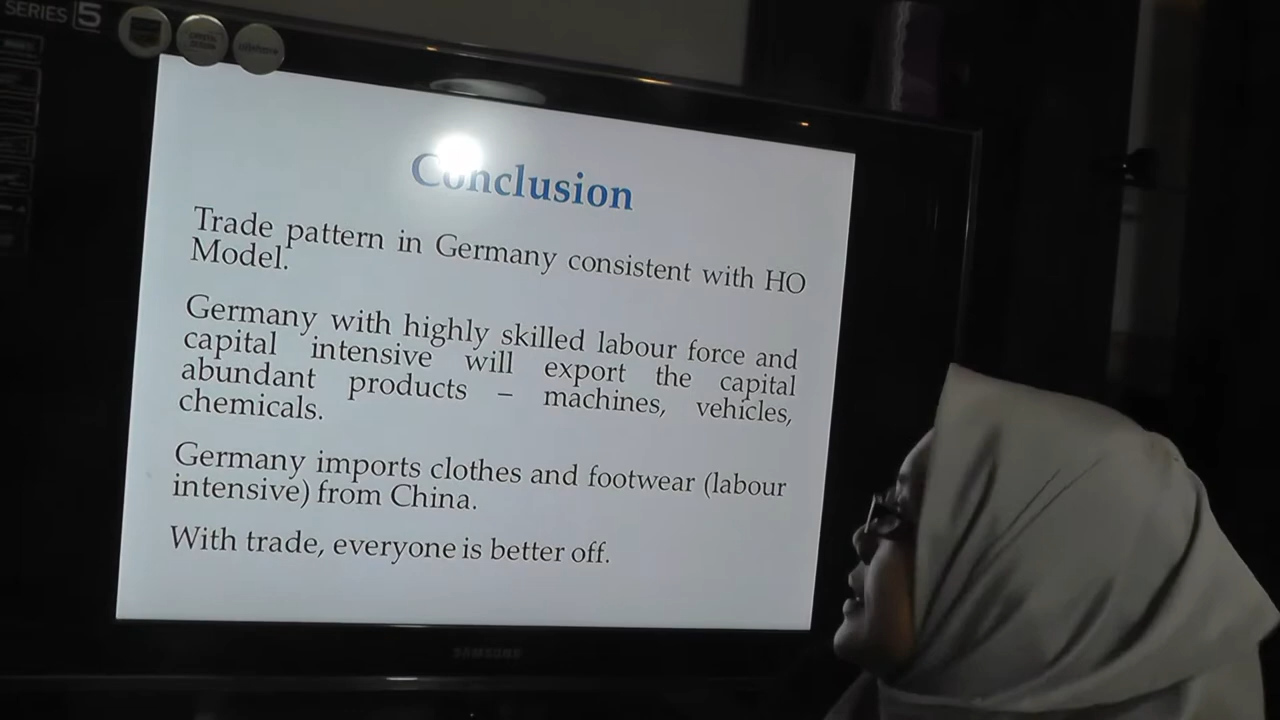 SERIES 5
Conclusion
Trade pattern in Germany consistent with HO
Model.
Germany with highly skilled labour force and
capital intensive will export the capital
abundant products – machines, vehicles,
chemicals.
Germany imports clothes and footwear (labour
intensive) from China.
With trade, everyone is better off.
SAMSUNG